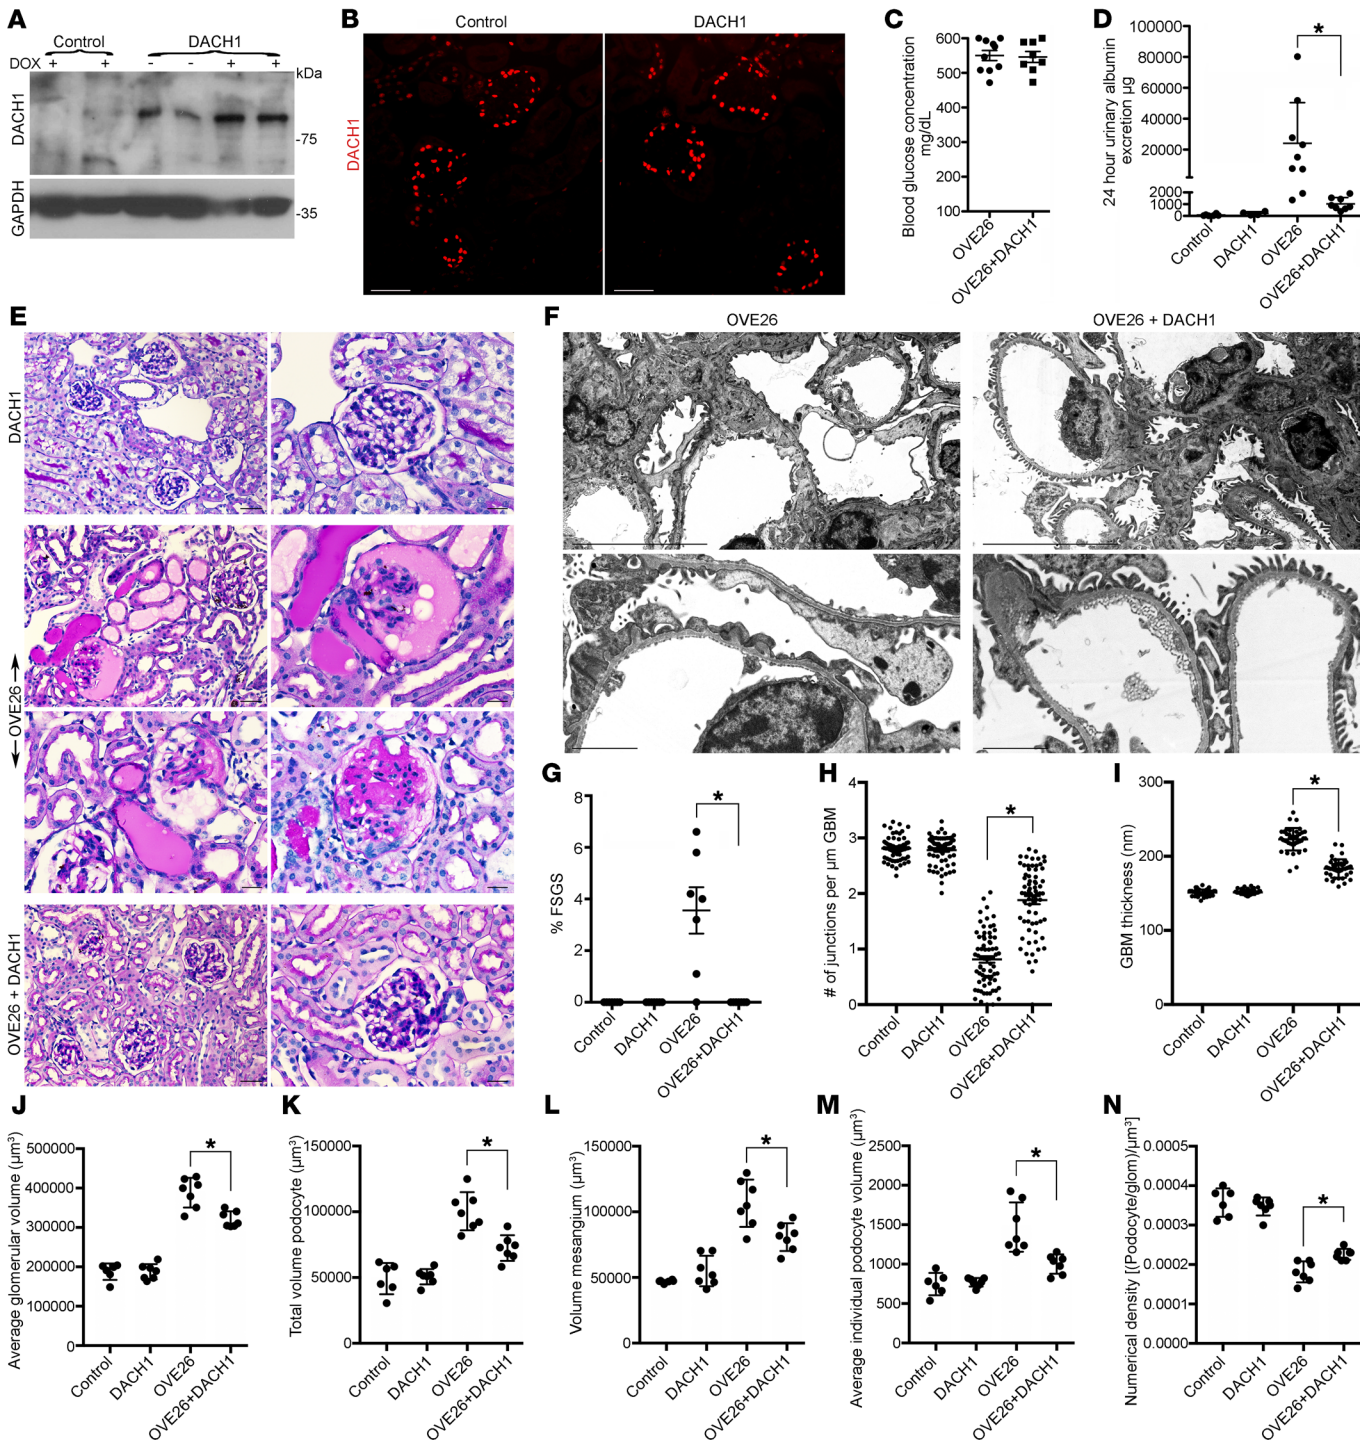 A
Control
DACH1
DOX + + - - + +
kDa
DACH1
-75
GAPDH
-35
B
Control
DACH1
DACH1
C
Blood glucose concentration
mg/dL
600
500
400
300
200
100
OVE26
OVE26+DACH1
D
24 hour urinary albumin
excretion µg
100000
80000
60000
40000
20000
2000
1000
0
*
Control
DACH1
OVE26
OVE26+DACH1
E
DACH1
OVE26
OVE26 + DACH1
F
OVE26
OVE26 + DACH1
G
% FSGS
8
6
4
2
0
*
Control
DACH1
OVE26
OVE26+DACH1
H
# of junctions per µm GBM
4
3
2
1
0
*
Control
DACH1
OVE26
OVE26+DACH1
I
GBM thickness (nm)
300
200
100
0
*
Control
DACH1
OVE26
OVE26+DACH1
J
Average glomerular volume (µm³)
500000
400000
300000
200000
100000
0
*
Control
DACH1
OVE26
OVE26+DACH1
K
Total volume podocyte (µm³)
150000
100000
50000
0
*
Control
DACH1
OVE26
OVE26+DACH1
L
Volume mesangium (µm³)
150000
100000
50000
0
*
Control
DACH1
OVE26
OVE26+DACH1
M
Average individual podocyte volume (µm³)
2500
2000
1500
1000
500
0
*
Control
DACH1
OVE26
OVE26+DACH1
N
Numerical density [(Podocyte/glom)/µm³]
0.0005
0.0004
0.0003
0.0002
0.0001
0.0000
*
Control
DACH1
OVE26
OVE26+DACH1